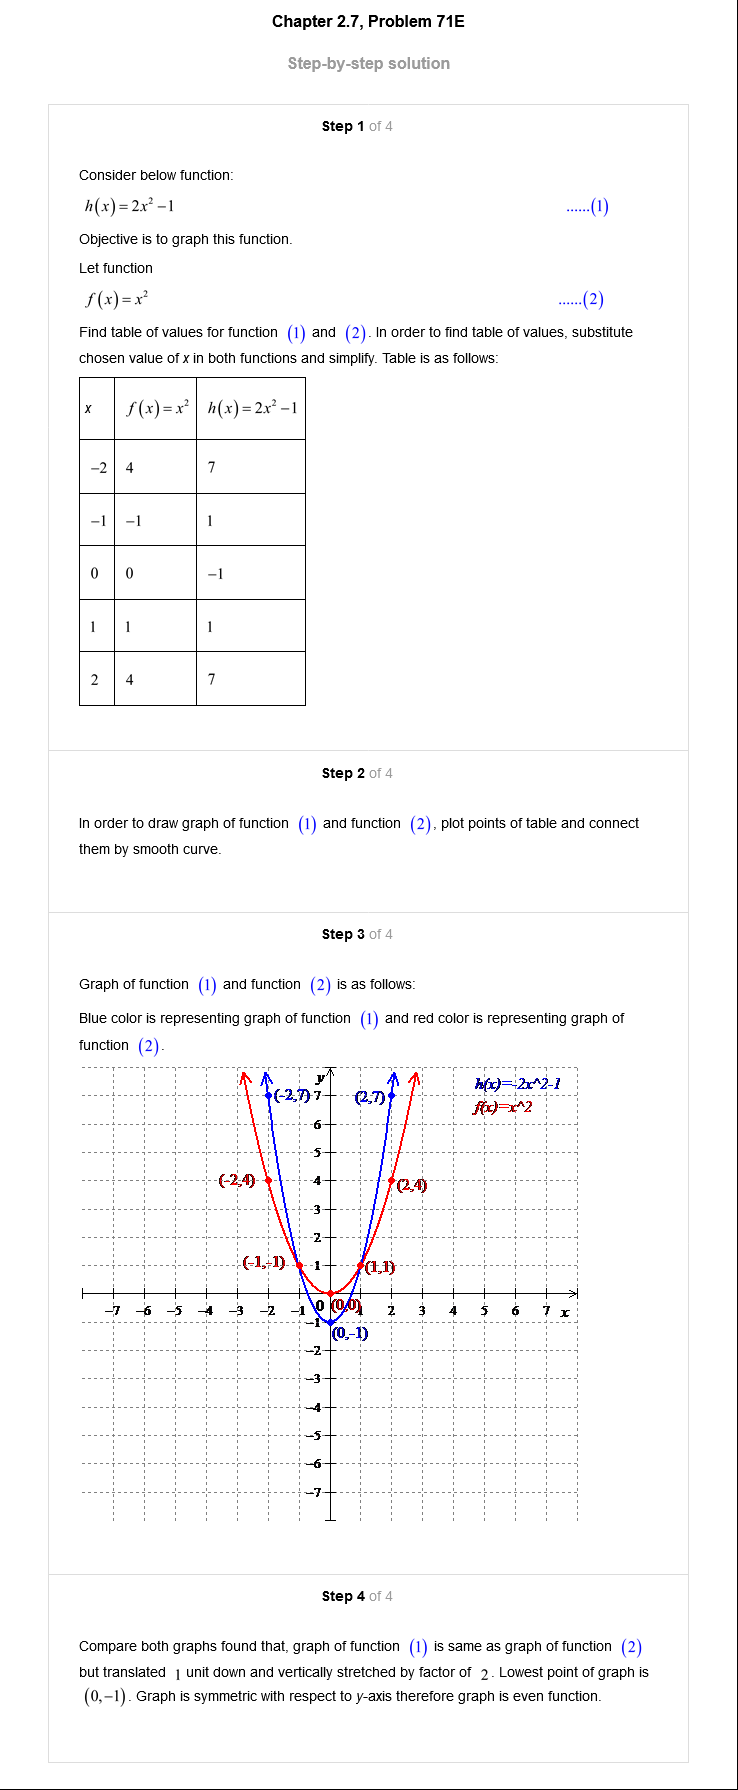 Chapter 2.7, Problem 71E
Step-by-step solution
Step 1 of 4
Consider below function:
h(x)=2x²−1 ......(1)
Objective is to graph this function.
Let function
f(x)=x² ......(2)
Find table of values for function (1) and (2). In order to find table of values, substitute
chosen value of x in both functions and simplify. Table is as follows:
x f(x)=x² h(x)=2x²−1
−2 4 7
−1 −1 1
0 0 −1
1 1 1
2 4 7
Step 2 of 4
In order to draw graph of function (1) and function (2), plot points of table and connect
them by smooth curve.
Step 3 of 4
Graph of function (1) and function (2) is as follows:
Blue color is representing graph of function (1) and red color is representing graph of
function (2).
y h(x)=-2x^2-1
(-2,7) 7 (2,7)
f(x)=x^2
6
5
(-2,4) 4 (2,4)
3
2
(-1,-1) 1 (1,1)
−7 −6 −5 −4 −3 −2 −1 0 (0,0) 1 2 3 4 5 6 7 x
−1
(0,−1)
−2
−3
−4
−5
−6
−7
Step 4 of 4
Compare both graphs found that, graph of function (1) is same as graph of function (2)
but translated 1 unit down and vertically stretched by factor of 2. Lowest point of graph is
(0,−1). Graph is symmetric with respect to y-axis therefore graph is even function.